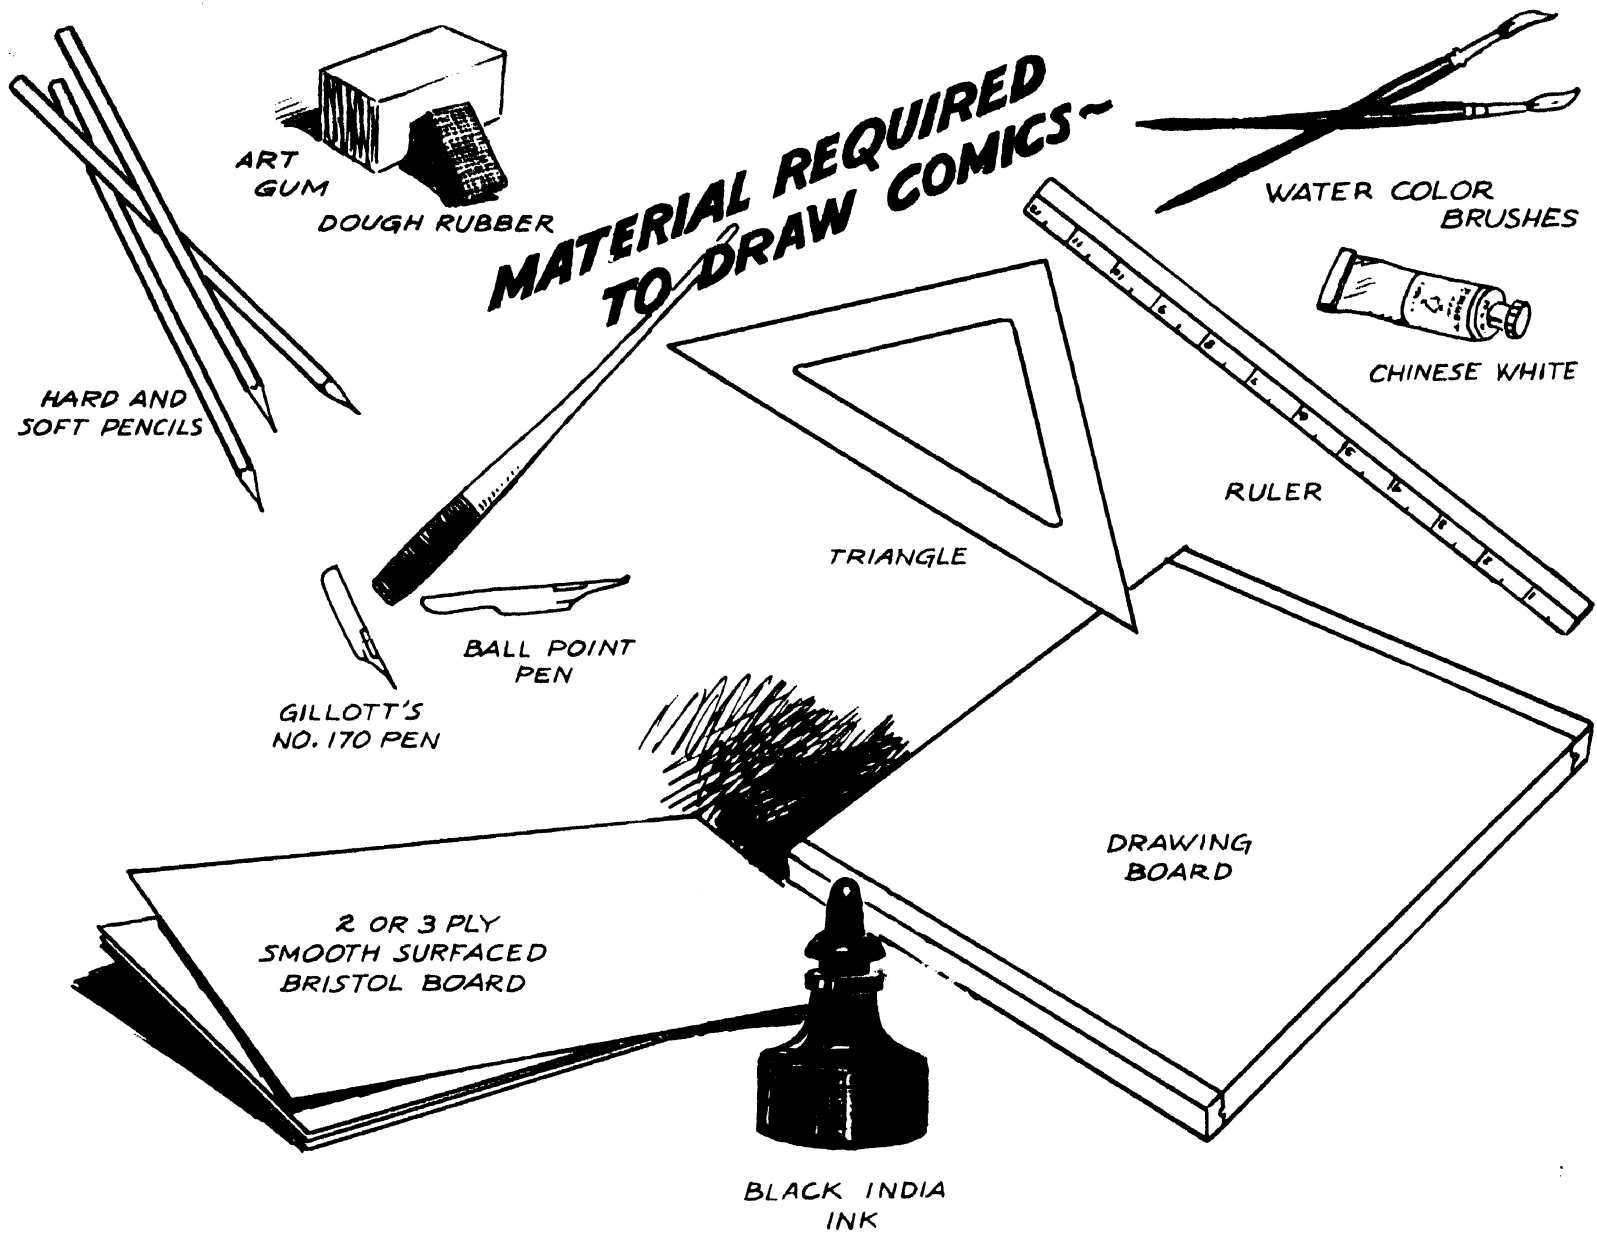 MATERIAL REQUIRED
TO DRAW COMICS~
ART
GUM
DOUGH RUBBER
WATER COLOR
BRUSHES
CHINESE WHITE
HARD AND
SOFT PENCILS
RULER
TRIANGLE
BALL POINT
PEN
GILLOTT'S
NO. 170 PEN
DRAWING
BOARD
2 OR 3 PLY
SMOOTH SURFACED
BRISTOL BOARD
BLACK INDIA
INK